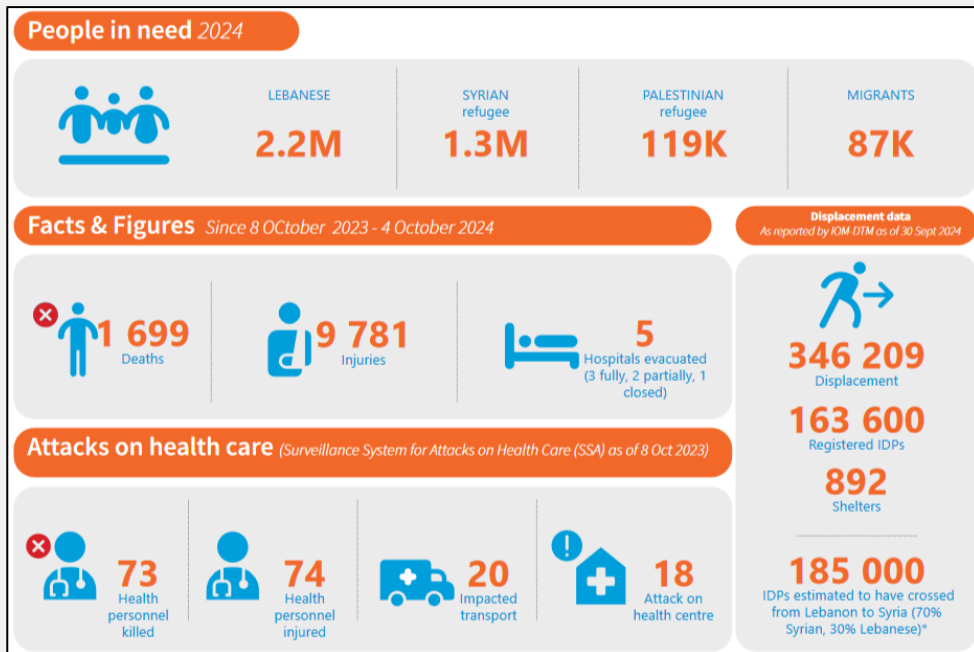 People in need 2024
LEBANESE
2.2M
SYRIAN
refugee
1.3M
PALESTINIAN
refugee
119K
MIGRANTS
87K
Facts & Figures Since 8 OCtober 2023 - 4 October 2024
1 699
Deaths
9 781
Injuries
5
Hospitals evacuated
(3 fully, 2 partially, 1
closed)
Displacement data
As reported by IOM-DTM as of 30 Sept 2024
346 209
Displacement
163 600
Registered IDPs
892
Shelters
185 000
IDPs estimated to have crossed
from Lebanon to Syria (70%
Syrian, 30% Lebanese)*
Attacks on health care (Surveillance System for Attacks on Health Care (SSA) as of 8 Oct 2023)
73
Health
personnel
killed
74
Health
personnel
injured
20
Impacted
transport
18
Attack on
health centre